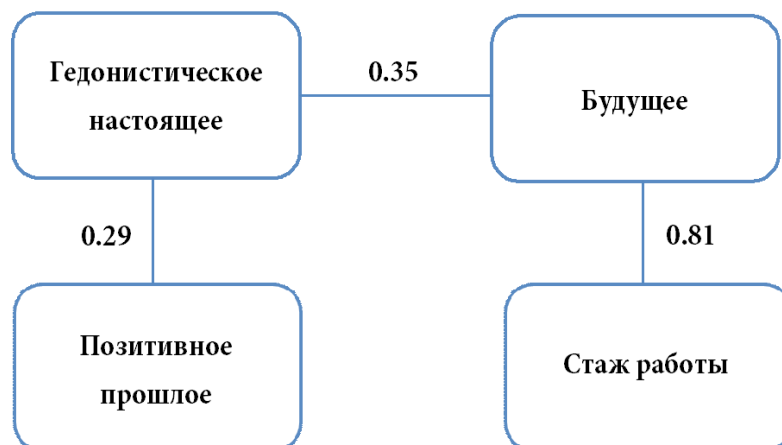 Гедонистическое
настоящее
0.35
Будущее
0.29
0.81
Позитивное
прошлое
Стаж работы